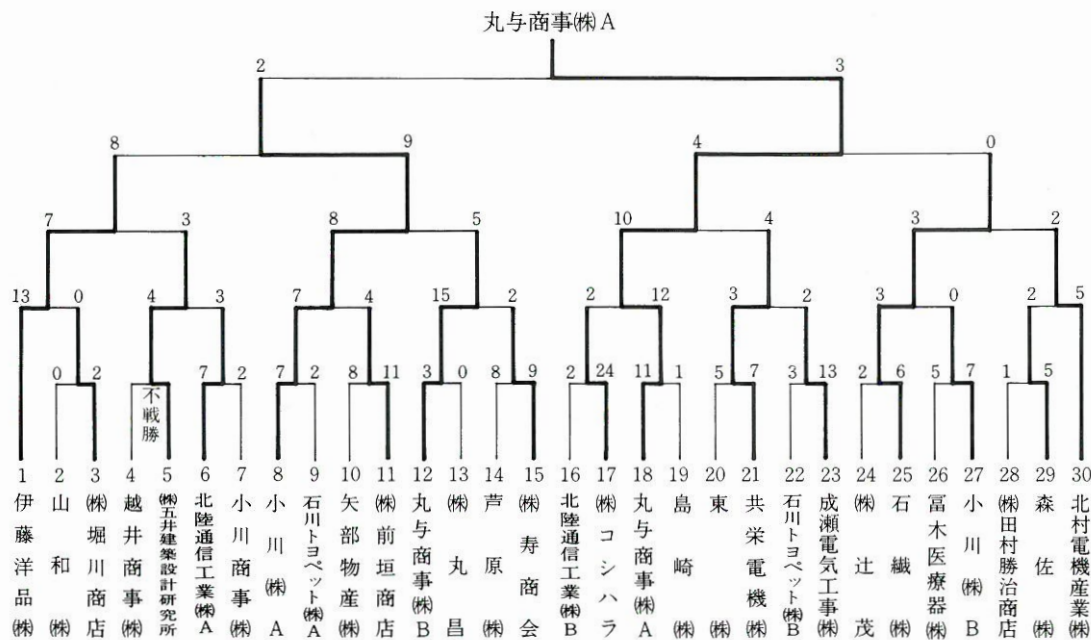 丸与商事㈱A
2 3
8 9 4 0
7 3 8 5 10 4 3 2
13 0 4 3 7 4 15 2 2 12 3 2 3 0 2 5
0 2 不戦勝 7 2 7 2 8 11 3 0 8 9 2 24 11 1 5 7 3 13 2 6 5 7 1 5
1 伊藤洋品㈱
2 山和㈱
3 ㈱堀川商店
4 越井商事㈱
5 ㈱五井建築設計研究所
6 北陸通信工業㈱A
7 小川商事㈱
8 小川㈱A
9 石川トヨペット㈱A
10 矢部物産㈱
11 ㈱前垣商店
12 丸与商事㈱B
13 ㈱丸昌
14 芦原㈱
15 ㈱寿商会
16 北陸通信工業㈱B
17 ㈱コシハラ
18 丸与商事㈱A
19 島崎㈱
20 東㈱
21 共栄電機㈱
22 石川トヨペット㈱B
23 成瀬電気工事㈱
24 ㈱辻茂
25 石繊㈱
26 冨木医療器㈱
27 小川㈱B
28 ㈱田村勝治商店
29 森佐㈱
30 北村電機産業㈱